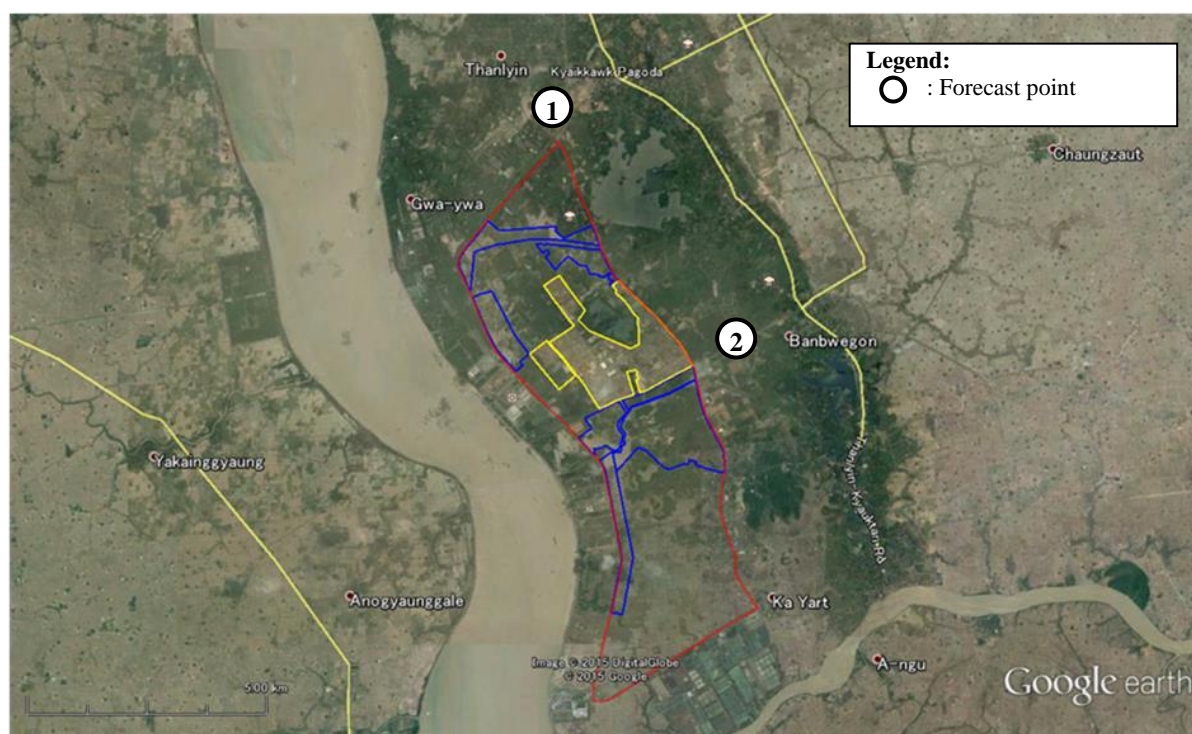 Legend:
: Forecast point
Thanlyin
Kyaikkawk Pagoda
1
Chaungzaut
Gwa-ywa
2
Banbwegon
Yakainggyaung
Thanlyin-Kyauktan Rd
Anogyaunggale
Ka Yart
A-ngu
Image © 2015 DigitalGlobe
© 2015 Google
5.00 km
Google earth